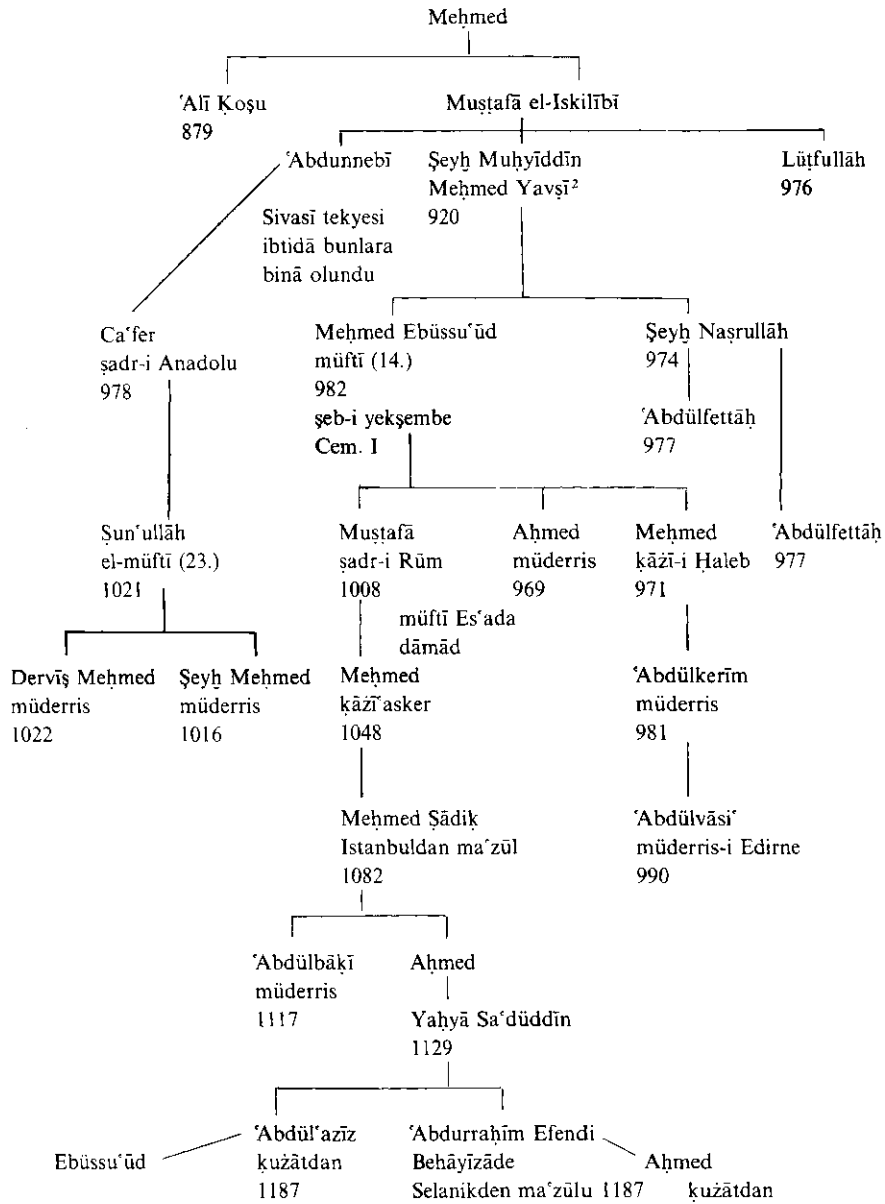 Meḥmed
ʿAlī Ḳoşu
879
Muṣṭafā el-Iskilībī
ʿAbdunnebī
Sivasī tekyesi
ibtidā bunlara
binā olundu
Şeyḫ Muḥyīddīn
Meḥmed Yavṣī²
920
Lüṭfullāh
976
Caʿfer
ṣadr-i Anadolu
978
Meḥmed Ebüssuʿūd
müftī (14.)
982
şeb-i yekşembe
Cem. I
Şeyḫ Naṣrullāh
974
ʿAbdülfettāḥ
977
Ṣunʿullāh
el-müftī (23.)
1021
Muṣṭafā
ṣadr-i Rūm
1008
müftī Esʿada
dāmād
Aḥmed
müderris
969
Meḥmed
ḳāżī-i Ḥaleb
971
ʿAbdülfettāḥ
977
Dervīş Meḥmed
müderris
1022
Şeyḫ Meḥmed
müderris
1016
Meḥmed
ḳāżīʿasker
1048
ʿAbdülkerīm
müderris
981
Meḥmed Ṣādiḳ
Istanbuldan maʿzūl
1082
ʿAbdülvāsiʿ
müderris-i Edirne
990
ʿAbdülbāḳī
müderris
1117
Aḥmed
Yaḥyā Saʿdüddīn
1129
Ebüssuʿūd
ʿAbdülʿazīz
ḳużātdan
1187
ʿAbdurraḥīm Efendi
Behāyīzāde
Selanikden maʿzūlu 1187
Aḥmed
ḳużātdan